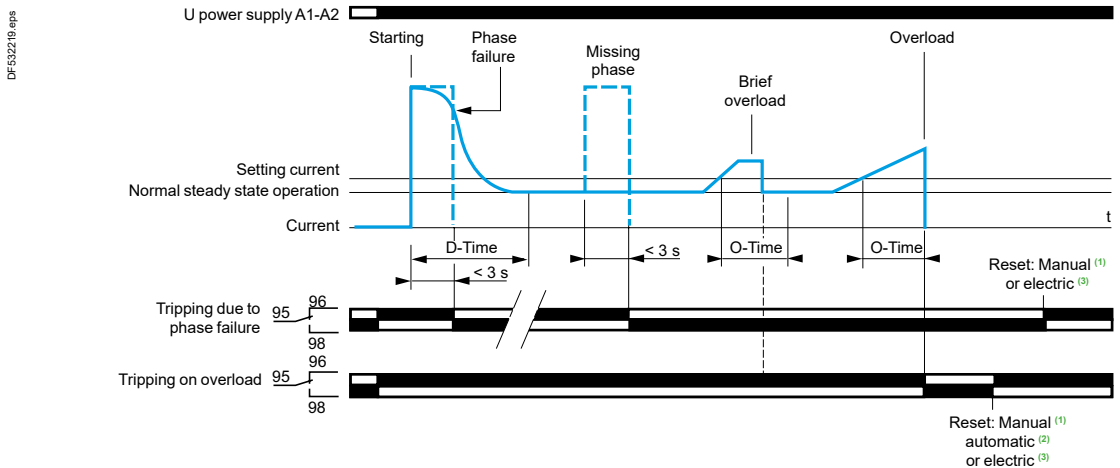 DF532219.eps
U power supply A1-A2
Starting
Phase
failure
Missing
phase
Brief
overload
Overload
Setting current
Normal steady state operation
Current
t
D-Time
< 3 s
< 3 s
O-Time
O-Time
Reset: Manual (1)
or electric (3)
Tripping due to
phase failure
95
96
98
Tripping on overload
95
96
98
Reset: Manual (1)
automatic (2)
or electric (3)